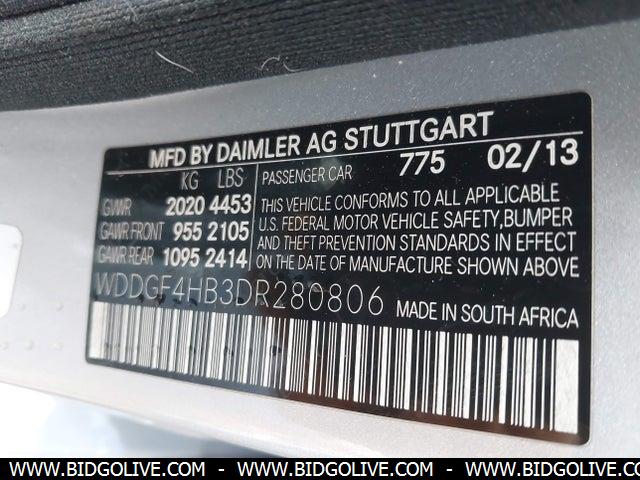 MFD BY DAIMLER AG STUTTGART
KG LBS PASSENGER CAR 775 02/13
GVWR 2020 4453 THIS VEHICLE CONFORMS TO ALL APPLICABLE
GAWR FRONT 955 2105 U.S. FEDERAL MOTOR VEHICLE SAFETY,BUMPER
GAWR REAR 1095 2414 AND THEFT PREVENTION STANDARDS IN EFFECT
ON THE DATE OF MANUFACTURE SHOWN ABOVE.
WDDGF4HB3DR280806 MADE IN SOUTH AFRICA
WWW.BIDGOLIVE.COM - WWW.BIDGOLIVE.COM - WWW.BIDGOLIVE.COM